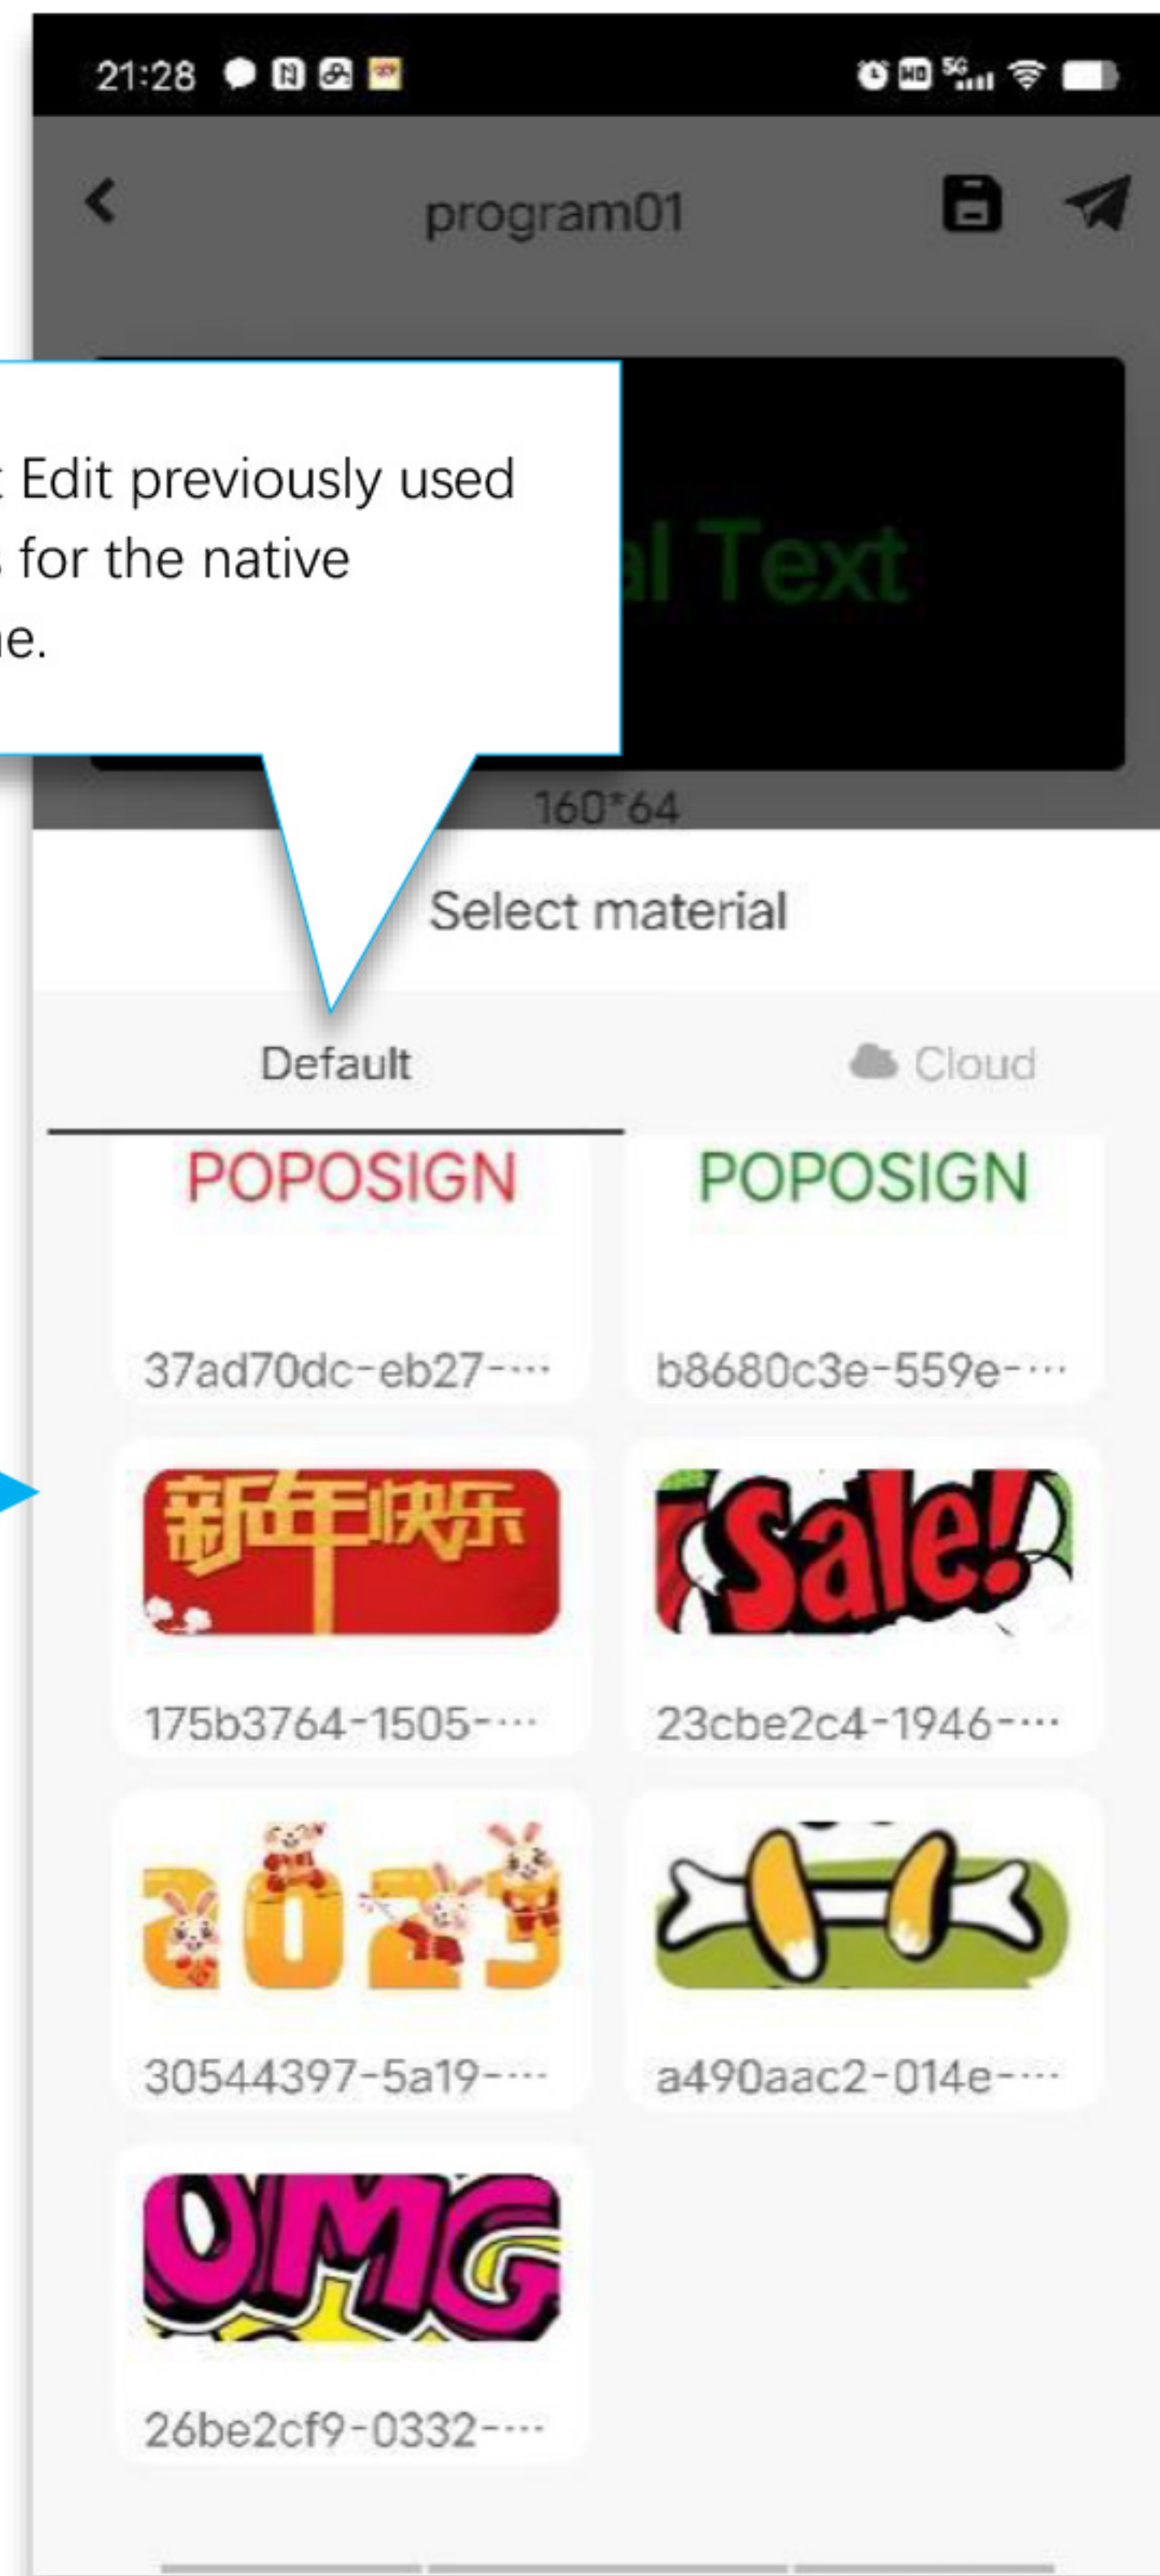 21:28
5G
program01
Edit previously used
for the native
al Text
160*64
Select material
Default
Cloud
POPOSIGN
POPOSIGN
37ad70dc-eb27-···
b8680c3e-559e-···
新年快乐
Sale!
175b3764-1505-···
23cbe2c4-1946-···
2023
30544397-5a19-···
a490aac2-014e-···
OMG
26be2cf9-0332-···